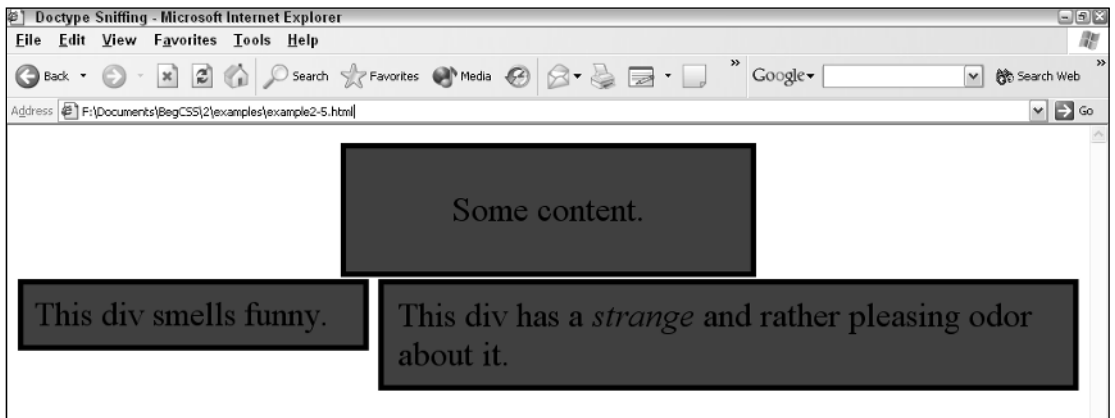 Doctype Sniffing - Microsoft Internet Explorer
File Edit View Favorites Tools Help
Back Search Favorites Media Google Search Web
Address F:\Documents\BegCSS\2\examples\example2-5.html Go
Some content.
This div smells funny.
This div has a strange and rather pleasing odor
about it.